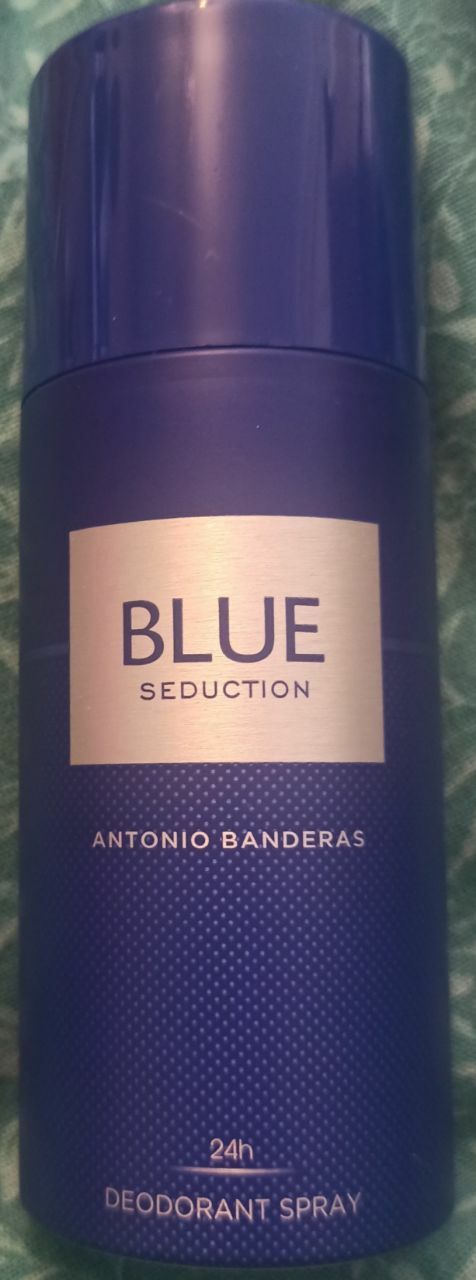 BLUE
SEDUCTION
ANTONIO BANDERAS
24h
DEODORANT SPRAY